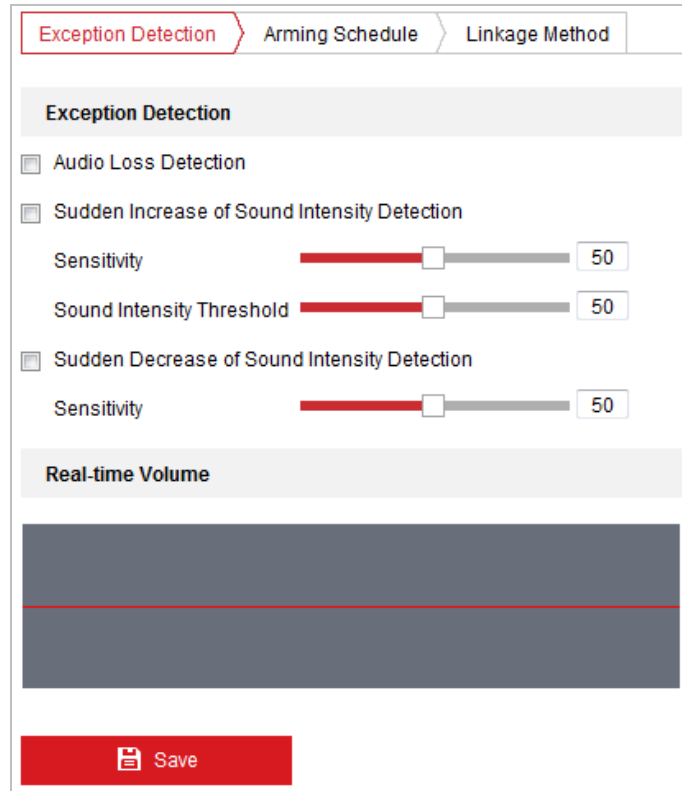 Exception Detection Arming Schedule Linkage Method
Exception Detection
Audio Loss Detection
Sudden Increase of Sound Intensity Detection
Sensitivity 50
Sound Intensity Threshold 50
Sudden Decrease of Sound Intensity Detection
Sensitivity 50
Real-time Volume
Save